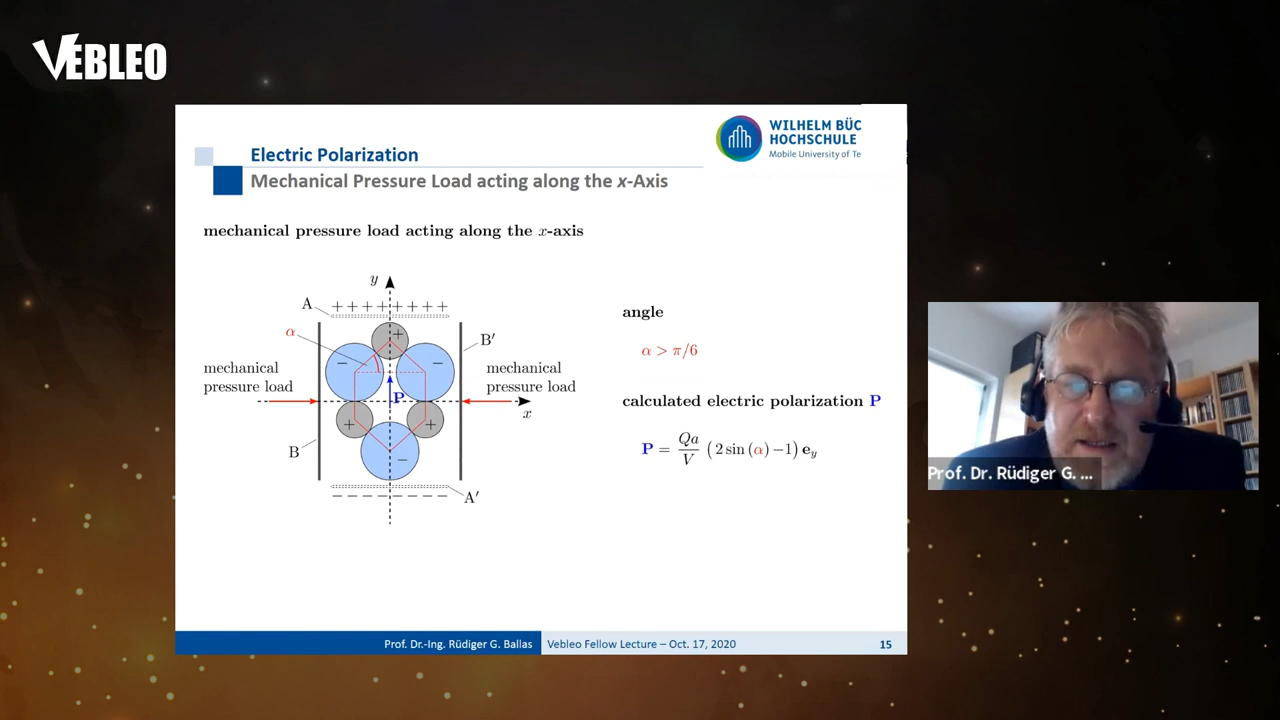 VEBLEO
WILHELM BÜC
HOCHSCHULE
Mobile University of Te
Electric Polarization
Mechanical Pressure Load acting along the x-Axis
mechanical pressure load acting along the x-axis
y
A
+ + + + + + + + +
α
+
B′
− −
mechanical
pressure load
mechanical
pressure load
P
x
+ +
B
−
− − − − − − − −
A′
angle
α > π/6
calculated electric polarization P
P = Qa/V (2 sin (α) −1) e_y
Prof. Dr. Rüdiger G. ...
Prof. Dr.-Ing. Rüdiger G. Ballas
Vebleo Fellow Lecture – Oct. 17, 2020
15